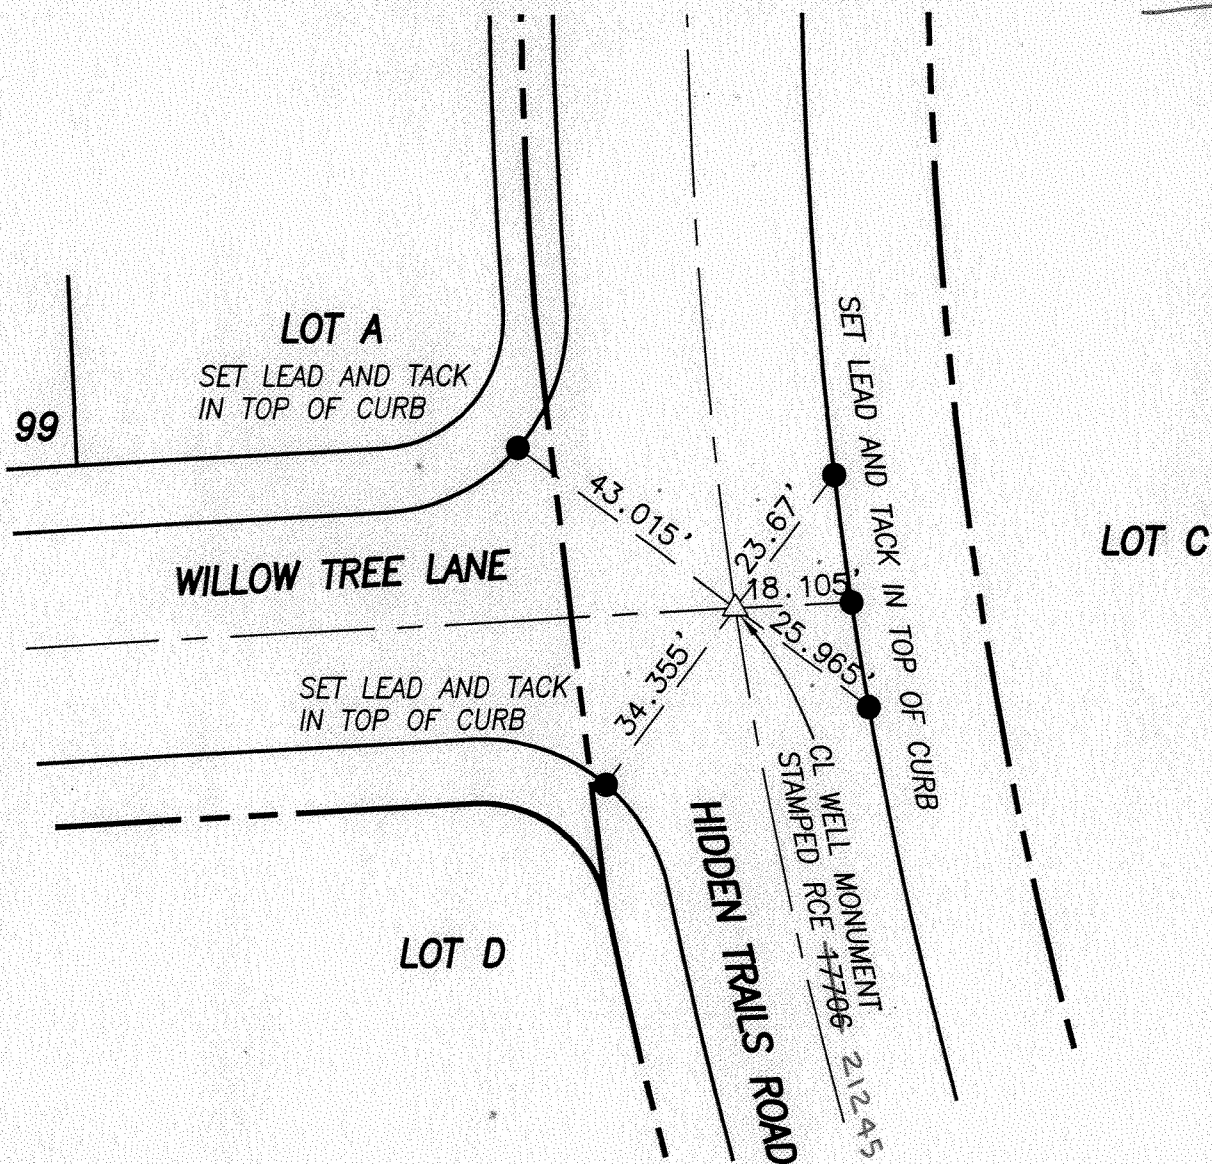 LOT A
SET LEAD AND TACK
IN TOP OF CURB
99
SET LEAD AND TACK IN TOP OF CURB
43.015'
23.67'
LOT C
WILLOW TREE LANE
18.105'
25.965'
34.355'
SET LEAD AND TACK
IN TOP OF CURB
CL WELL MONUMENT
STAMPED RCE 17706 21245
HIDDEN TRAILS ROAD
LOT D